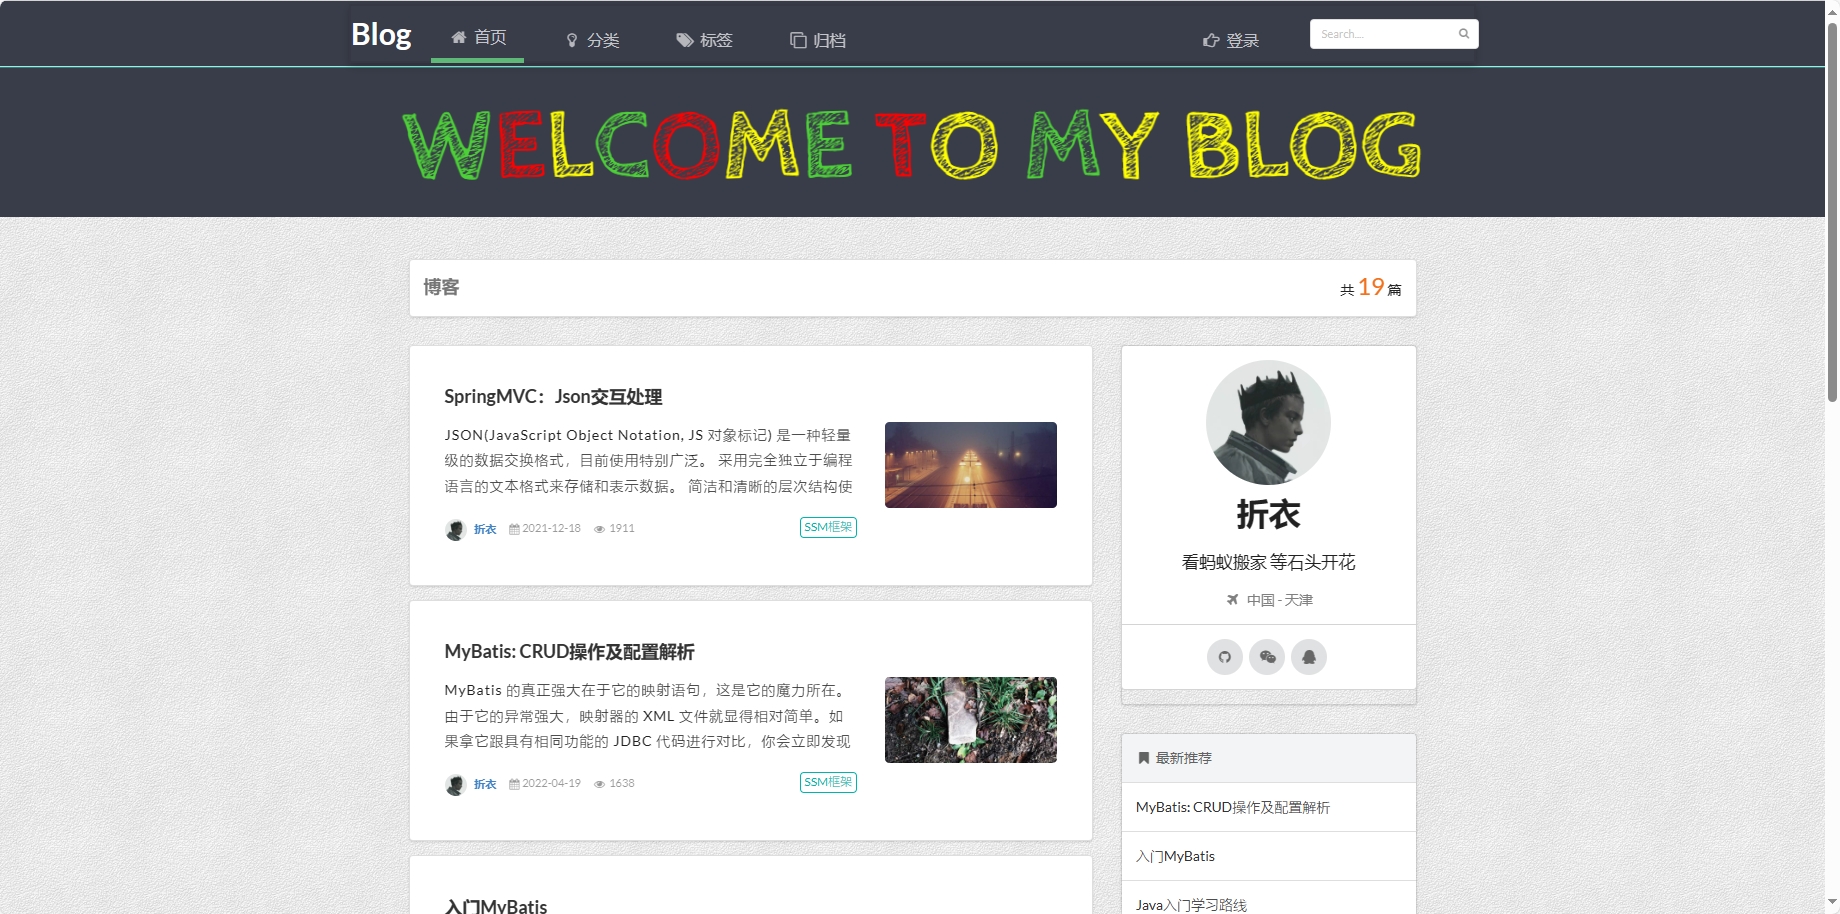 Blog
首页
分类
标签
归档
登录
Search....
WELCOME TO MY BLOG
博客
共 19 篇
SpringMVC：Json交互处理
JSON(JavaScript Object Notation, JS 对象标记) 是一种轻量
级的数据交换格式，目前使用特别广泛。 采用完全独立于编程
语言的文本格式来存储和表示数据。 简洁和清晰的层次结构使
折衣 2021-12-18 1911
SSM框架
MyBatis: CRUD操作及配置解析
MyBatis 的真正强大在于它的映射语句，这是它的魔力所在。
由于它的异常强大，映射器的 XML 文件就显得相对简单。如
果拿它跟具有相同功能的 JDBC 代码进行对比，你会立即发现
折衣 2022-04-19 1638
SSM框架
入门MyBatis
折衣
看蚂蚁搬家 等石头开花
中国 - 天津
最新推荐
MyBatis: CRUD操作及配置解析
入门MyBatis
Java入门学习路线